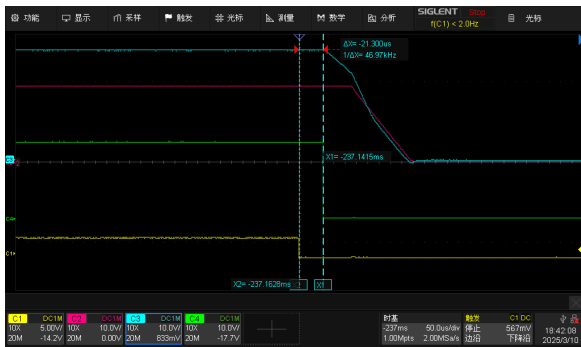 功能 显示 采样 触发 光标 测量 数学 分析 SIGLENT Stop 光标
f(C1) < 2.0Hz
ΔX= -21.300us
1/ΔX= 46.97kHz
C3
X1= -237.1415ms
C4
C1
X2= -237.1628ms X2 X1
C1 DC1M C2 DC1M C3 DC1M C4 DC1M 时基 触发 C1 DC
10X 5.00V/ 10X 10.0V/ 10X 10.0V/ 10X 10.0V/ -237ms 50.0us/div 停止 567mV
20M -14.2V 20M 0.00V 20M 833mV 20M -17.7V 1.00Mpts 2.00MSa/s 边沿 下降沿
18:42:08
2025/3/10